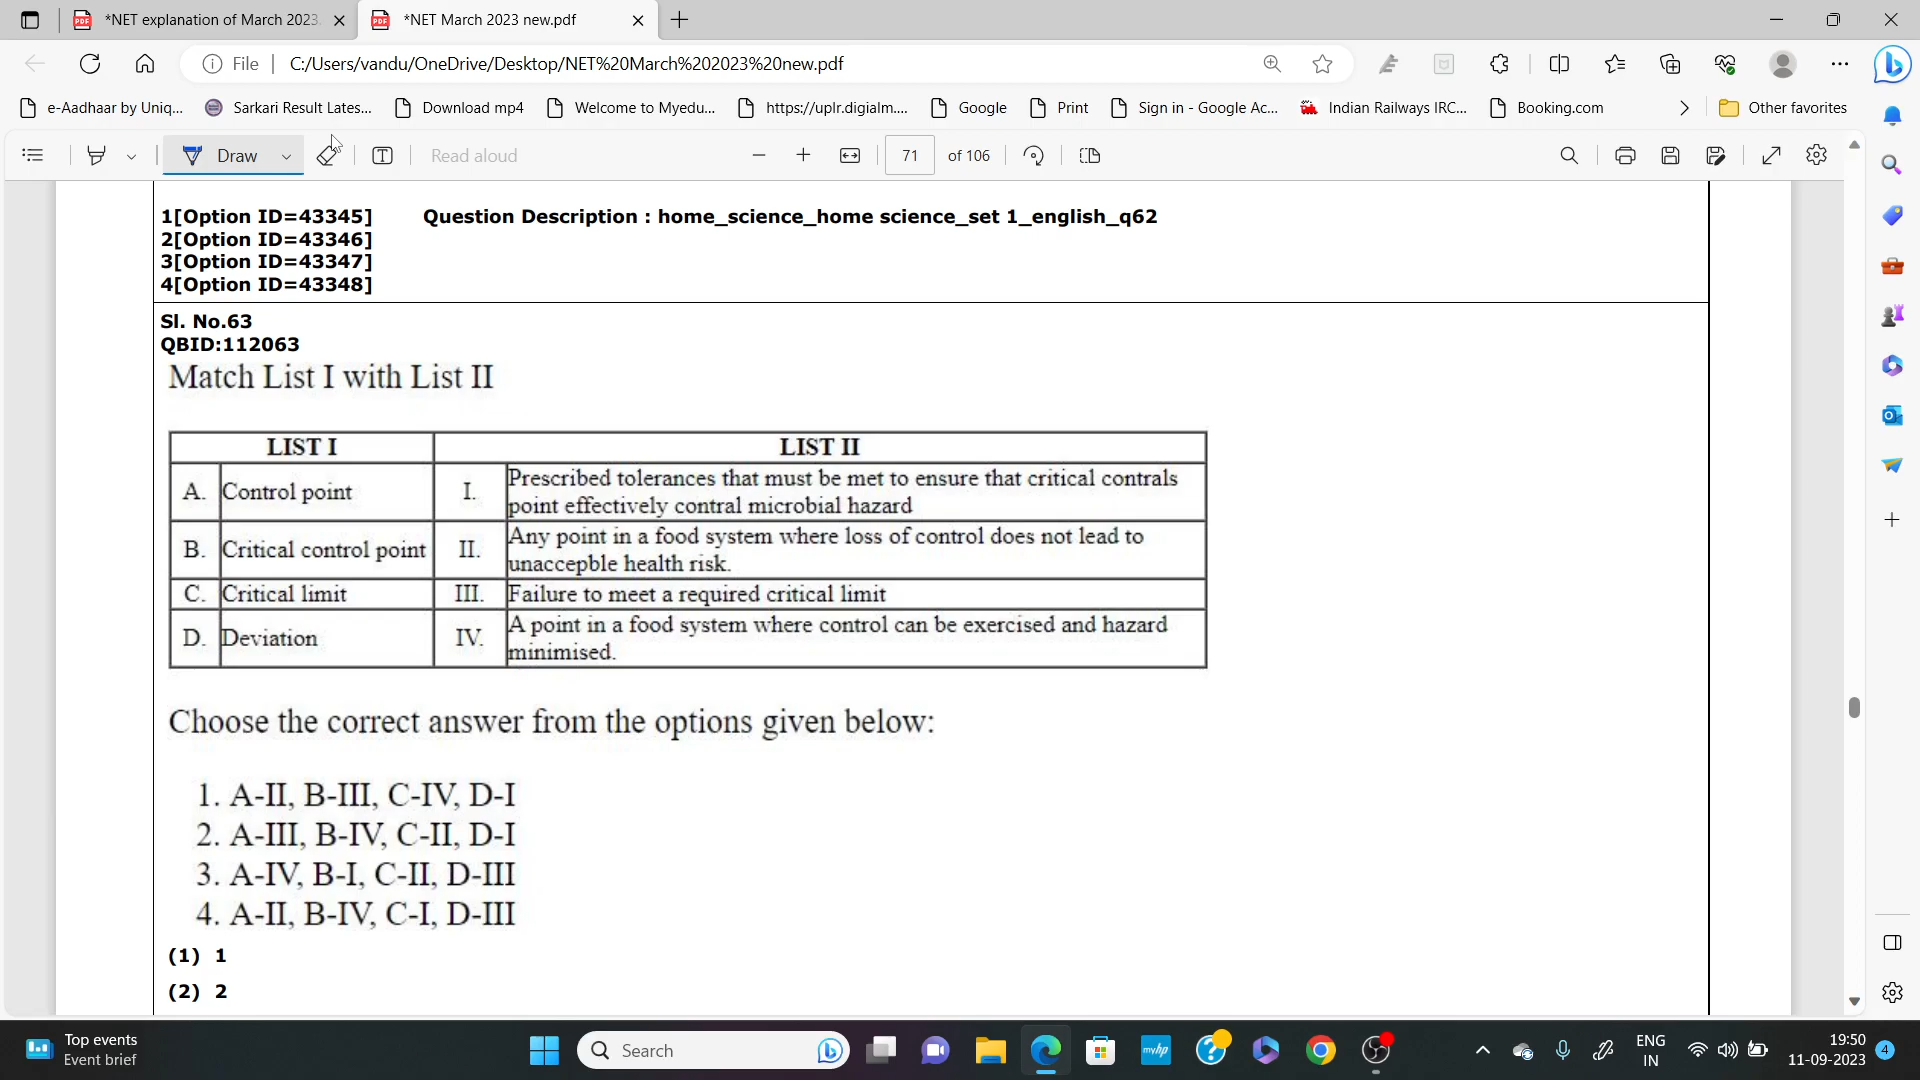 *NET explanation of March 2023.
*NET March 2023 new.pdf
File
C:/Users/vandu/OneDrive/Desktop/NET%20March%202023%20new.pdf
e-Aadhaar by Uniq...
Sarkari Result Lates...
Download mp4
Welcome to Myedu...
https://uplr.digialm....
Google
Print
Sign in - Google Ac...
Indian Railways IRC...
Booking.com
Other favorites
Draw
Read aloud
71 of 106
1[Option ID=43345] Question Description : home_science_home science_set 1_english_q62
2[Option ID=43346]
3[Option ID=43347]
4[Option ID=43348]
Sl. No.63
QBID:112063
Match List I with List II
LIST I LIST II
A. Control point I. Prescribed tolerances that must be met to ensure that critical contrals
point effectively contral microbial hazard
B. Critical control point II. Any point in a food system where loss of control does not lead to
unaccepble health risk.
C. Critical limit III. Failure to meet a required critical limit
D. Deviation IV. A point in a food system where control can be exercised and hazard
minimised.
Choose the correct answer from the options given below:
1. A-II, B-III, C-IV, D-I
2. A-III, B-IV, C-II, D-I
3. A-IV, B-I, C-II, D-III
4. A-II, B-IV, C-I, D-III
(1) 1
(2) 2
Top events
Event brief
Search
myhp
ENG
IN
19:50
11-09-2023
4